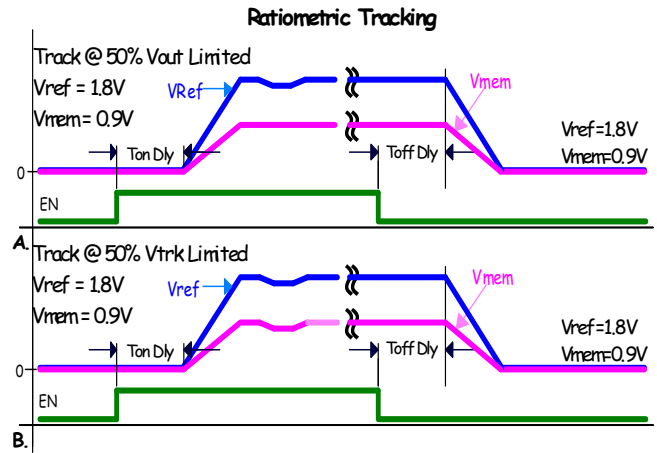 Ratiometric Tracking
Track @ 50% Vout Limited
Vref = 1.8V
VRef
Vmem
Vmem = 0.9V
Vref=1.8V
Vmem=0.9V
Ton Dly
Toff Dly
0
EN
A.
Track @ 50% Vtrk Limited
Vref = 1.8V
Vref
Vmem
Vmem = 0.9V
Vref=1.8V
Vmem=0.9V
Ton Dly
Toff Dly
0
EN
B.